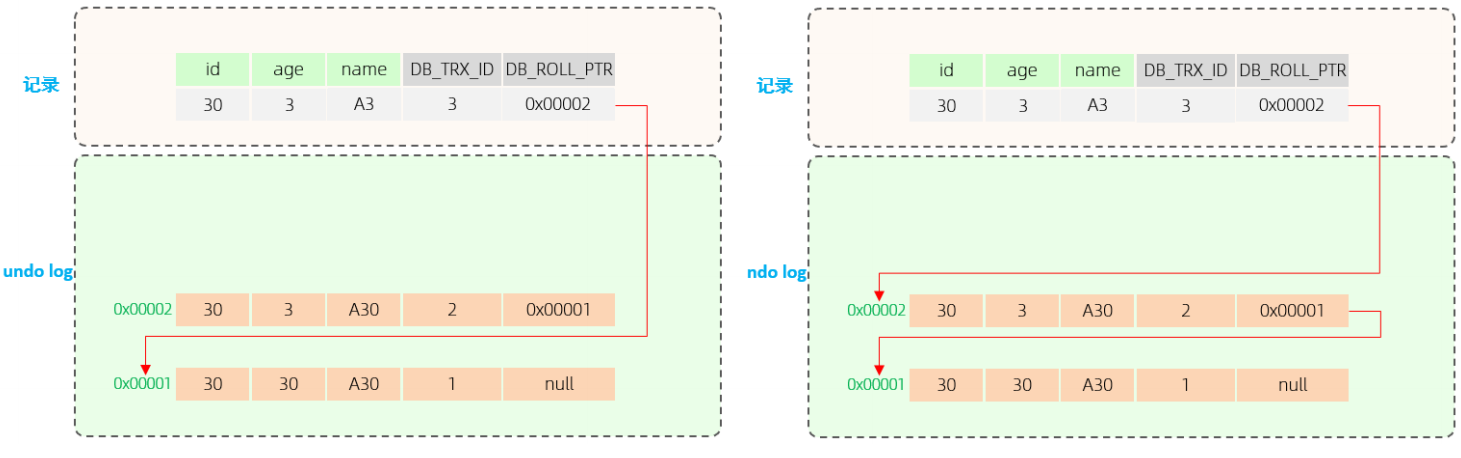 id age name DB_TRX_ID DB_ROLL_PTR
记录
30 3 A3 3 0x00002
undo log
0x00002 30 3 A30 2 0x00001
0x00001 30 30 A30 1 null
id age name DB_TRX_ID DB_ROLL_PTR
记录
30 3 A3 3 0x00002
ndo log
0x00002 30 3 A30 2 0x00001
0x00001 30 30 A30 1 null